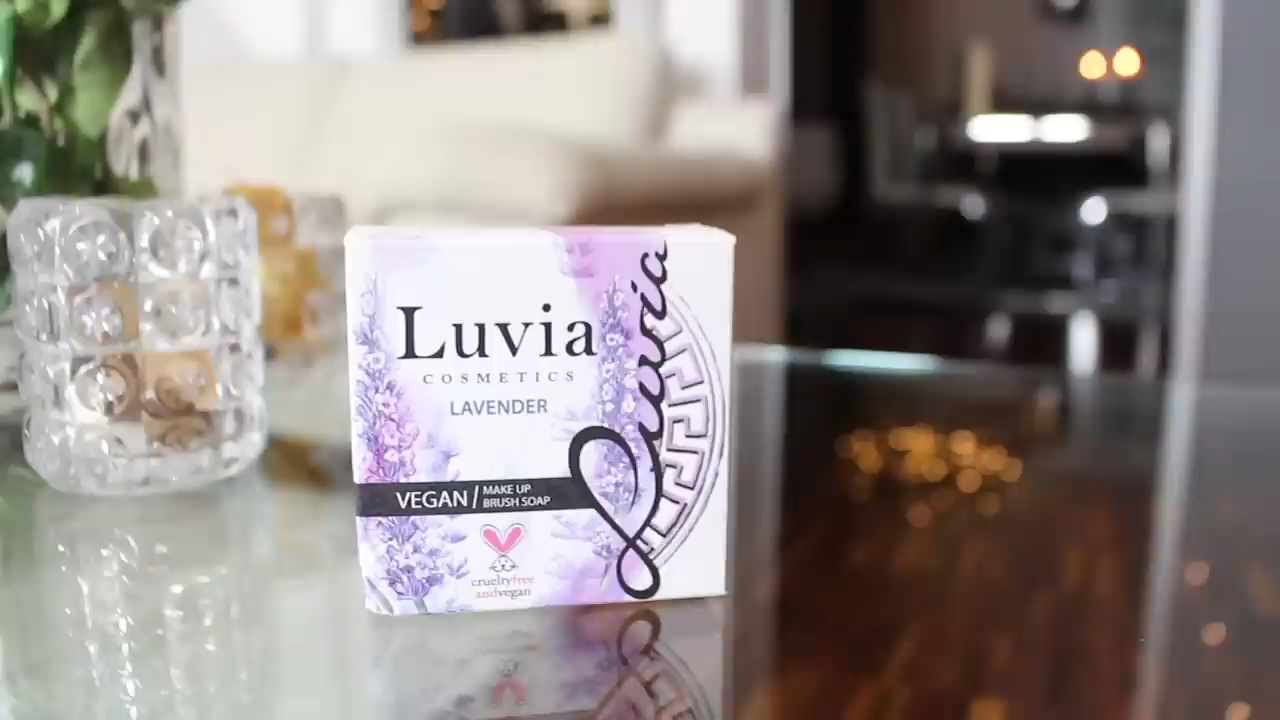 Luvia
COSMETICS
LAVENDER
VEGAN / MAKE UP
BRUSH SOAP
crueltyfree
andvegan
Luvia